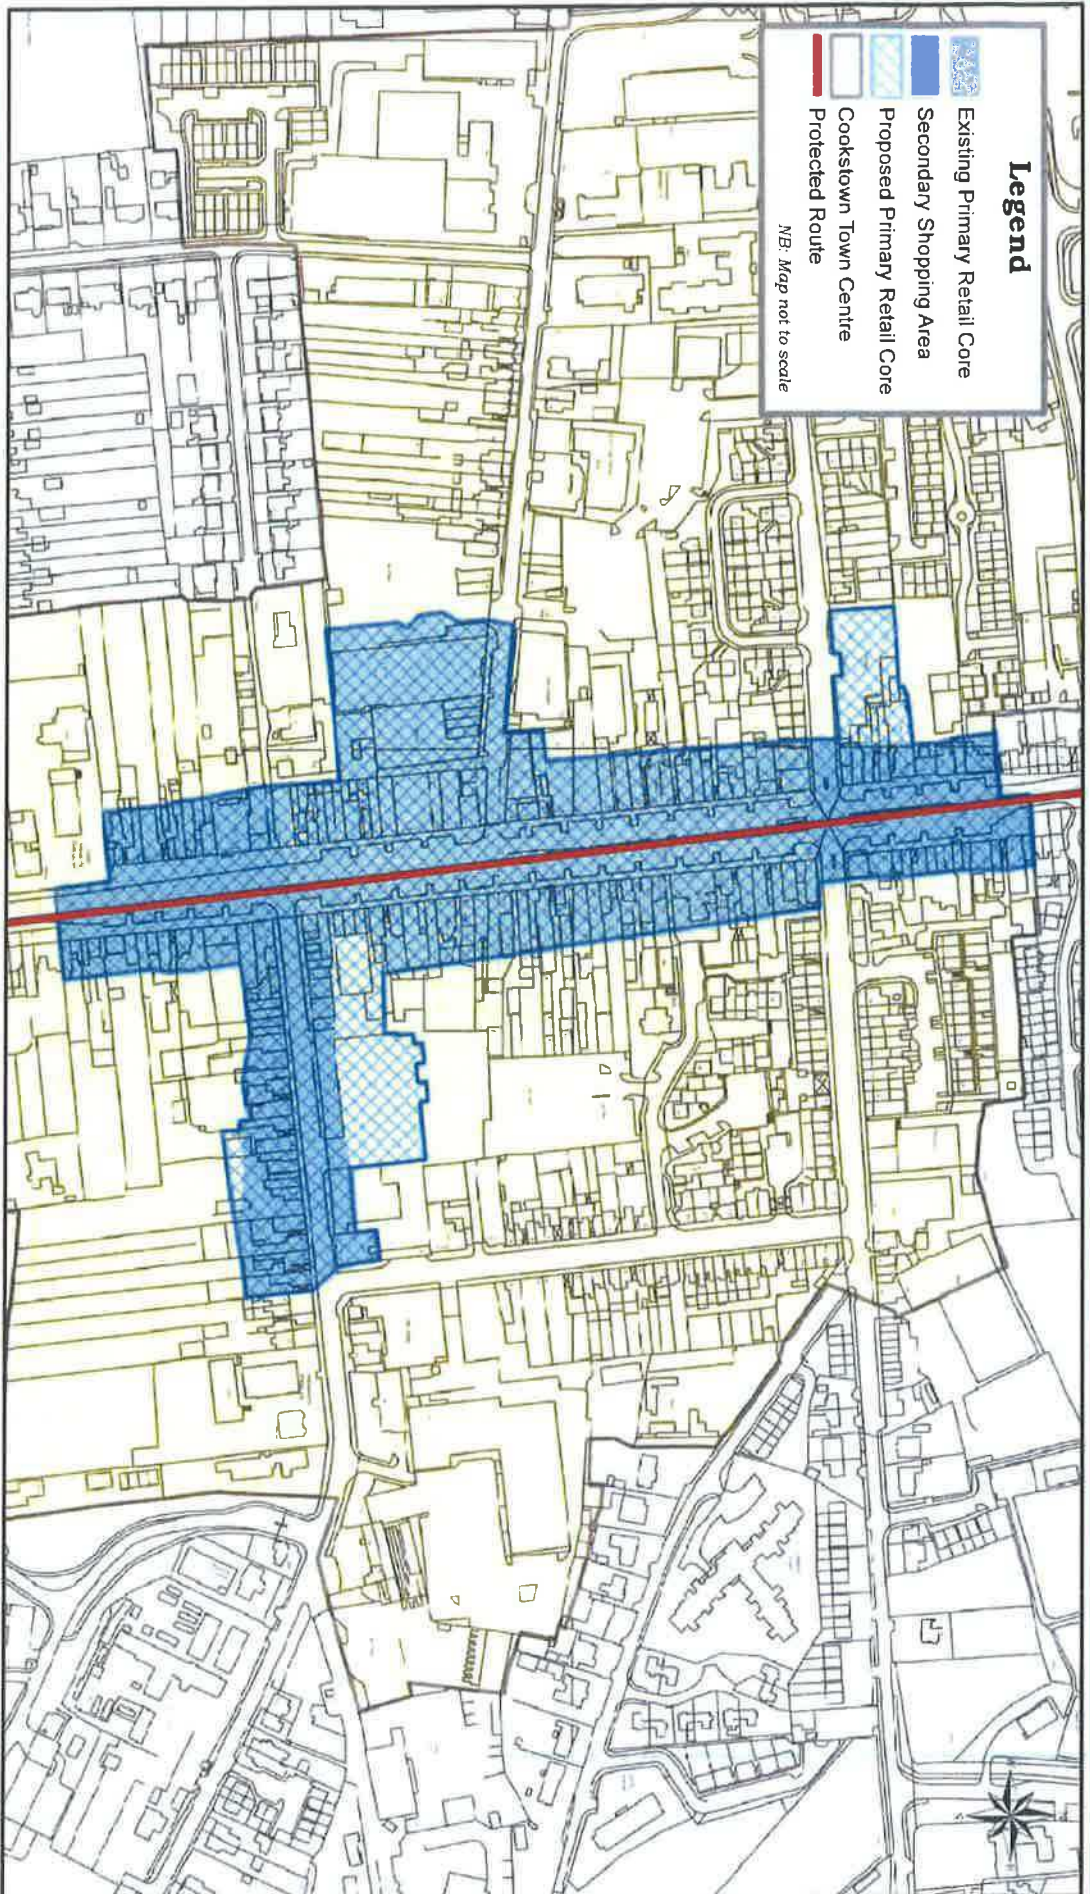 Legend
Existing Primary Retail Core
Secondary Shopping Area
Proposed Primary Retail Core
Cookstown Town Centre
Protected Route
NB: Map not to scale